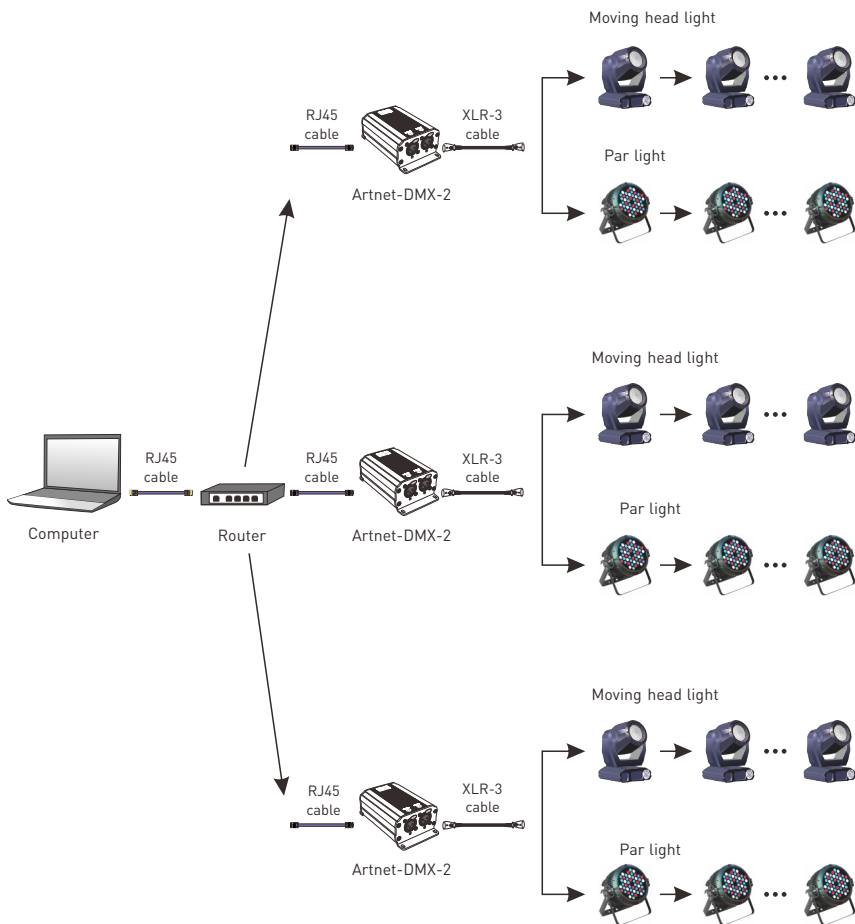 Moving head light
RJ45
cable
XLR-3
cable
Par light
Artnet-DMX-2
Moving head light
RJ45
cable
RJ45
cable
XLR-3
cable
Par light
Computer
Router
Artnet-DMX-2
Moving head light
RJ45
cable
XLR-3
cable
Par light
Artnet-DMX-2